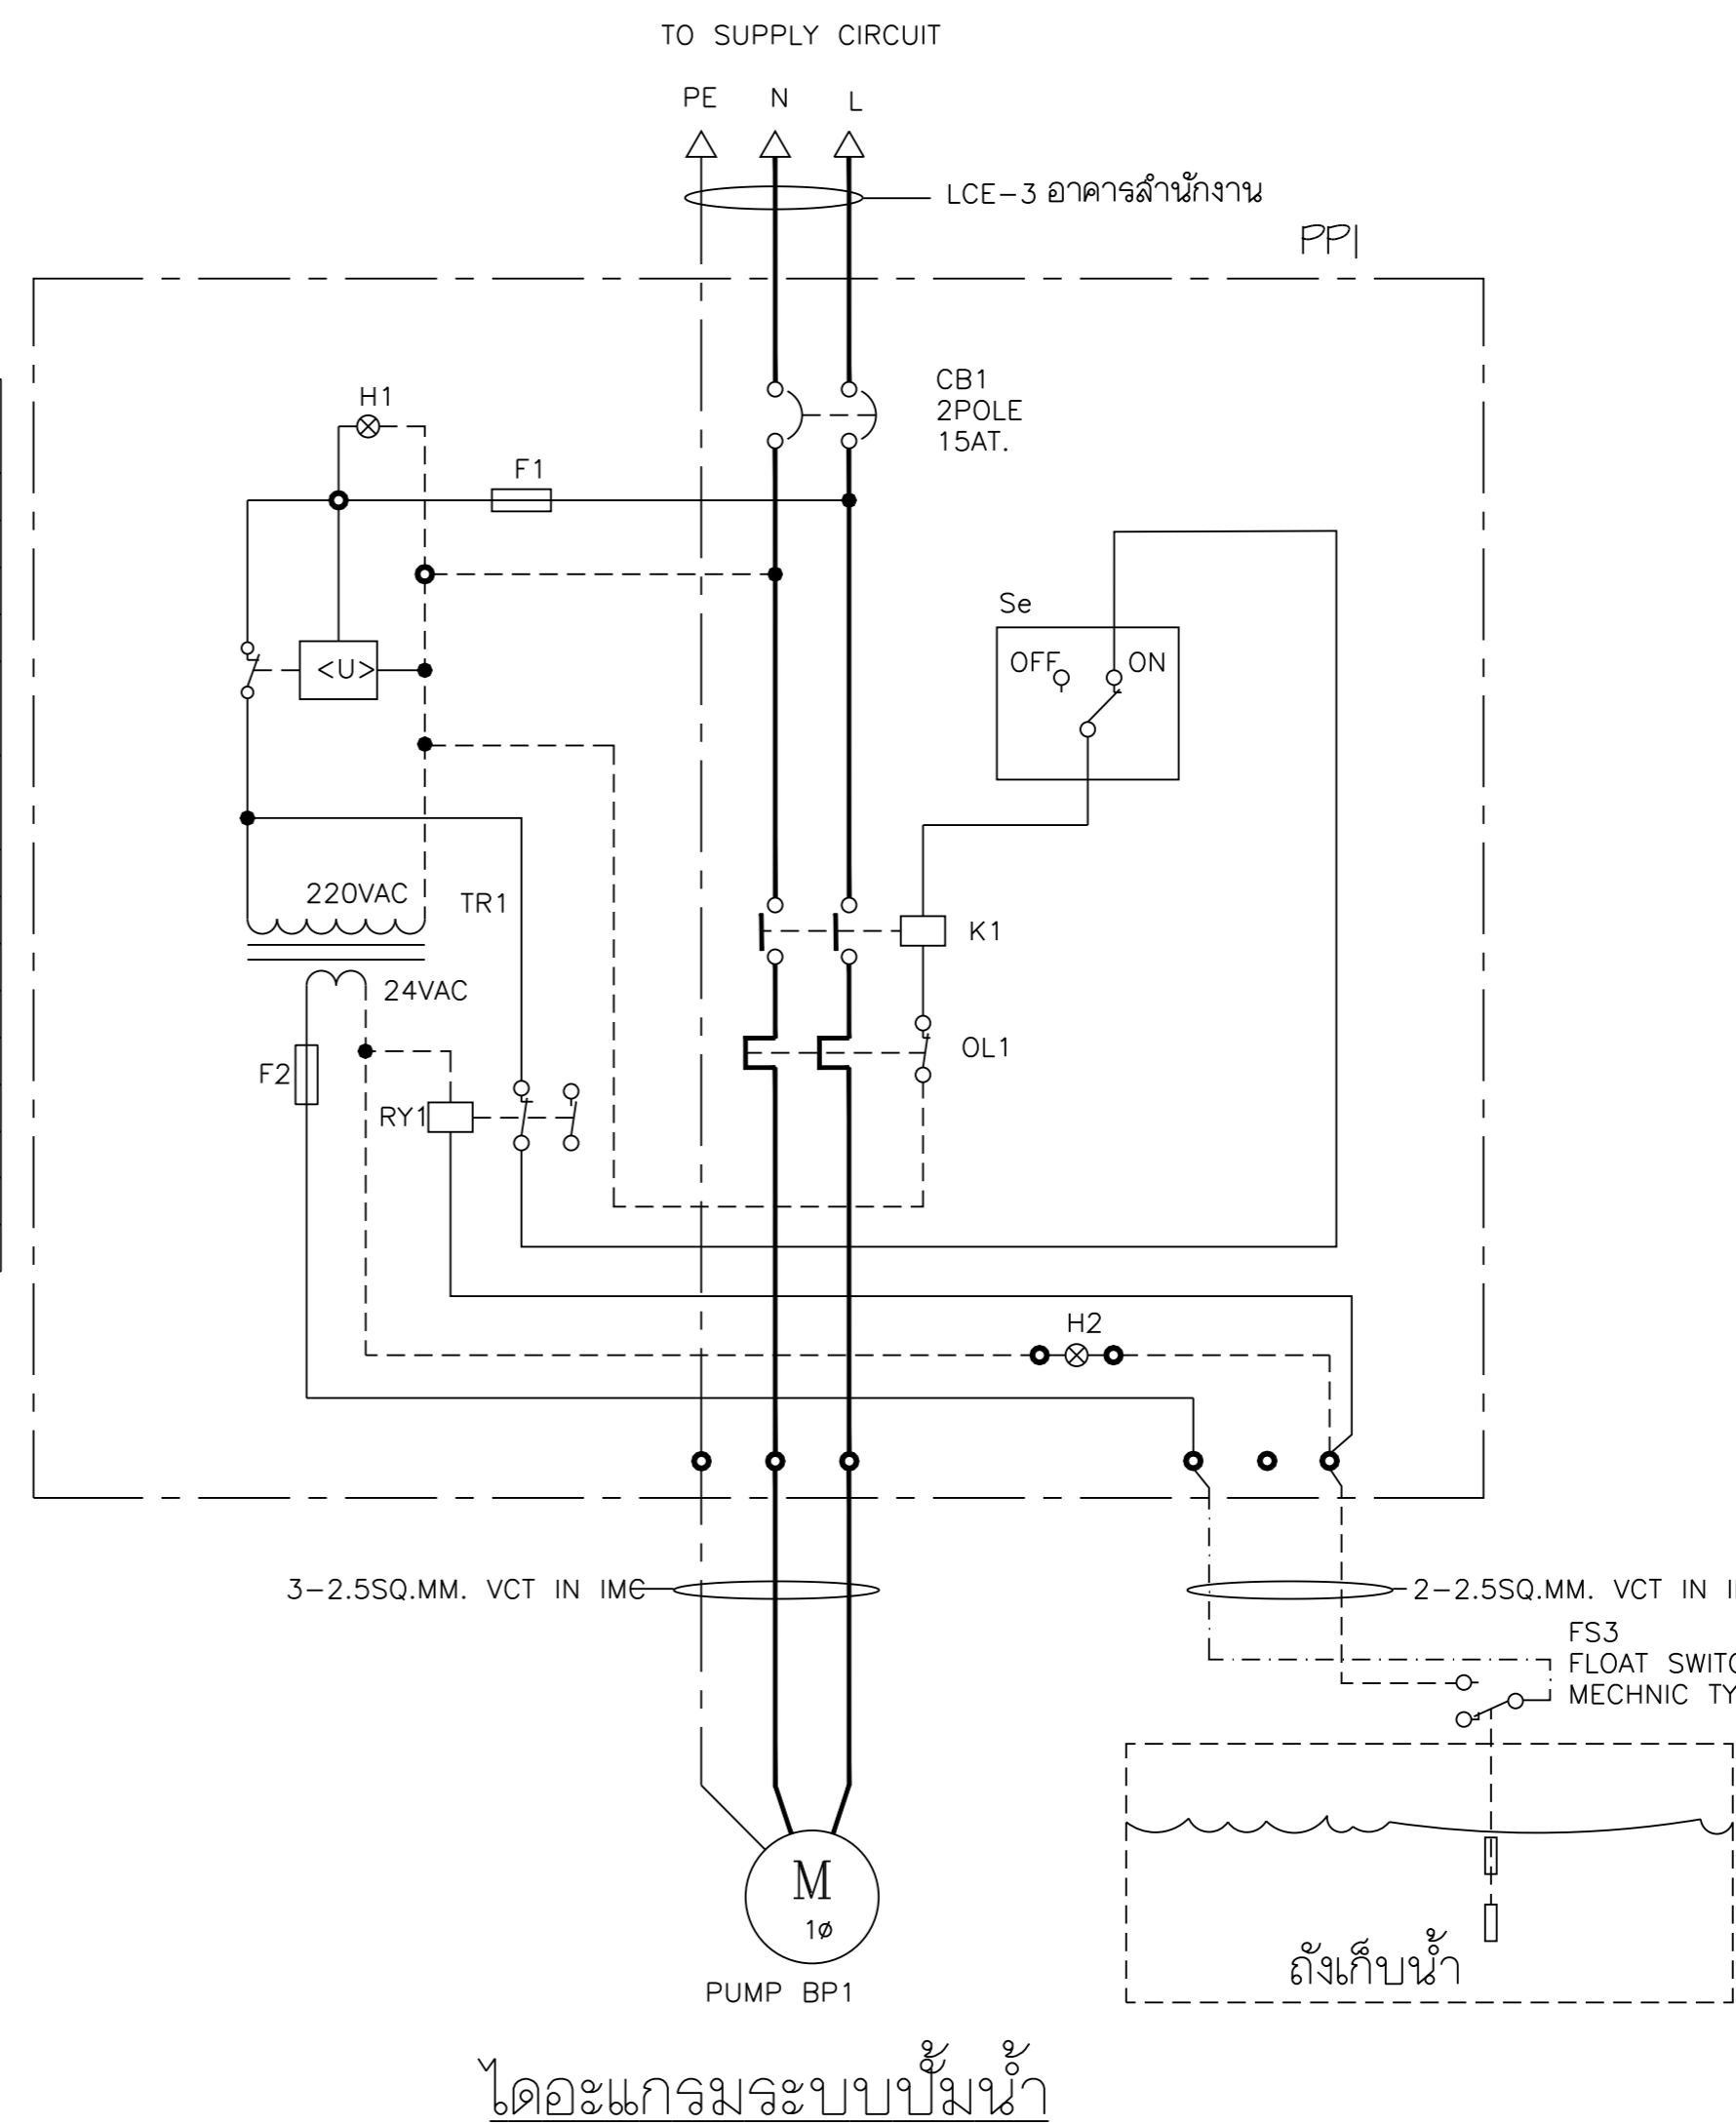 TO SUPPLY CIRCUIT
PE N L
LCE-3 อาคารสำนักงาน
PP1
CB1
2POLE
15AT.
H1
F1
Se
OFF ON
<U>
220VAC TR1
K1
24VAC
OL1
F2
RY1
H2
3-2.5SQ.MM. VCT IN IMC
2-2.5SQ.MM. VCT IN
FS3
FLOAT
MECHNIC
M
1ø
PUMP BP1
ถังเก็บน้ำ
ไดอะแกรมระบบปั้มน้ำ